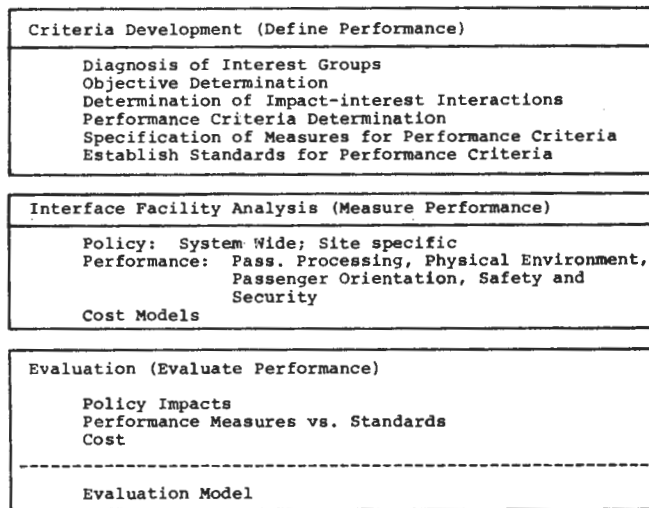 Criteria Development (Define Performance)
Diagnosis of Interest Groups
Objective Determination
Determination of Impact-interest Interactions
Performance Criteria Determination
Specification of Measures for Performance Criteria
Establish Standards for Performance Criteria
Interface Facility Analysis (Measure Performance)
Policy: System Wide; Site specific
Performance: Pass. Processing, Physical Environment,
Passenger Orientation, Safety and
Security
Cost Models
Evaluation (Evaluate Performance)
Policy Impacts
Performance Measures vs. Standards
Cost
Evaluation Model